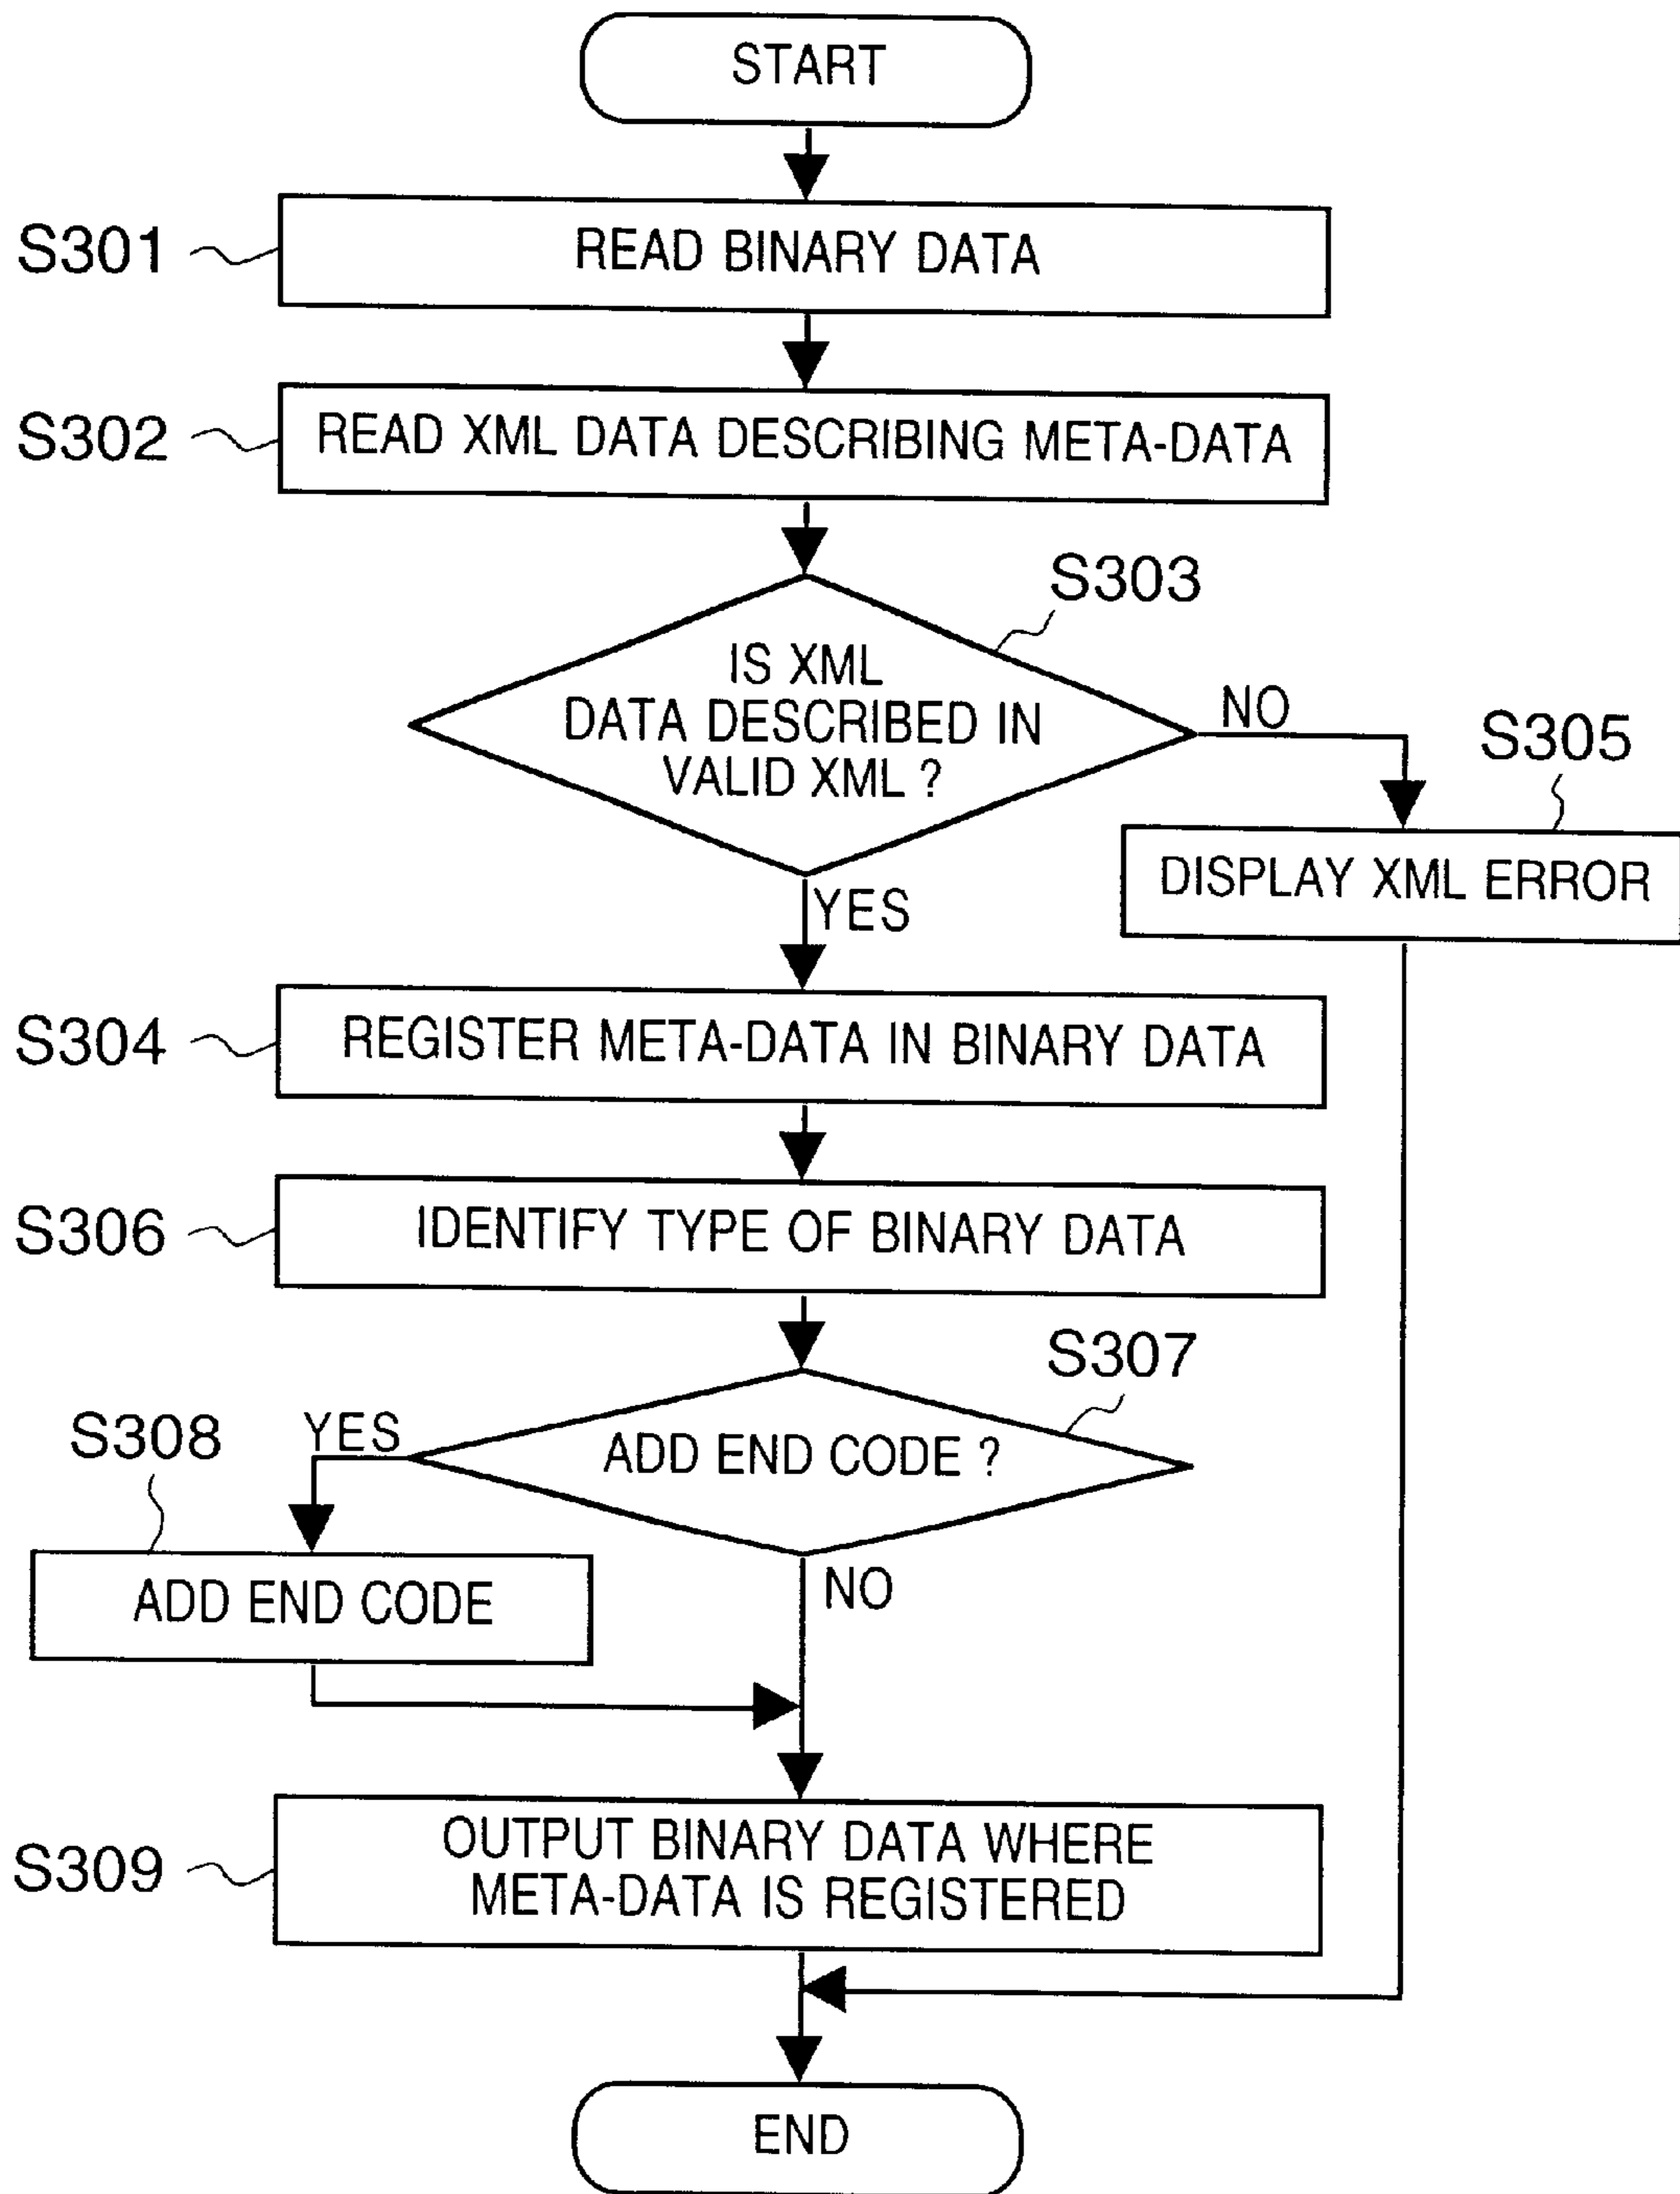 START
S301
READ BINARY DATA
S302
READ XML DATA DESCRIBING META-DATA
S303
IS XML
DATA DESCRIBED IN
VALID XML ?
NO
S305
DISPLAY XML ERROR
YES
S304
REGISTER META-DATA IN BINARY DATA
S306
IDENTIFY TYPE OF BINARY DATA
S307
S308
YES
ADD END CODE ?
ADD END CODE
NO
S309
OUTPUT BINARY DATA WHERE
META-DATA IS REGISTERED
END